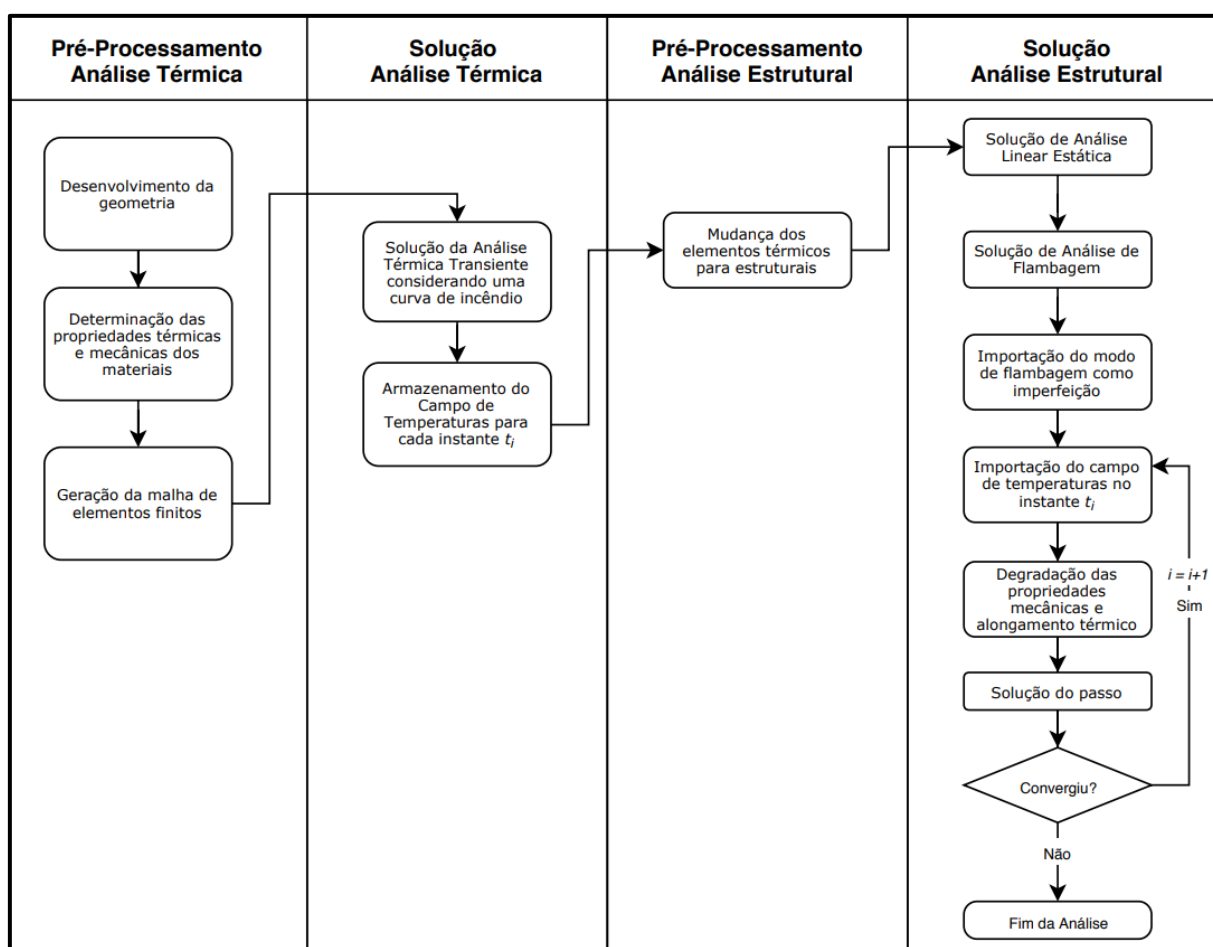 Pré-Processamento
Análise Térmica
Solução
Análise Térmica
Pré-Processamento
Análise Estrutural
Solução
Análise Estrutural
Desenvolvimento da
geometria
Determinação das
propriedades térmicas
e mecânicas dos
materiais
Geração da malha de
elementos finitos
Solução da Análise
Térmica Transiente
considerando uma
curva de incêndio
Armazenamento do
Campo de
Temperaturas para
cada instante ti
Mudança dos
elementos térmicos
para estruturais
Solução de Análise
Linear Estática
Solução de Análise de
Flambagem
Importação do modo
de flambagem como
imperfeição
Importação do campo
de temperaturas no
instante ti
Degradação das
propriedades
mecânicas e
alongamento térmico
Solução do passo
Convergiu?
i = i+1
Sim
Não
Fim da Análise